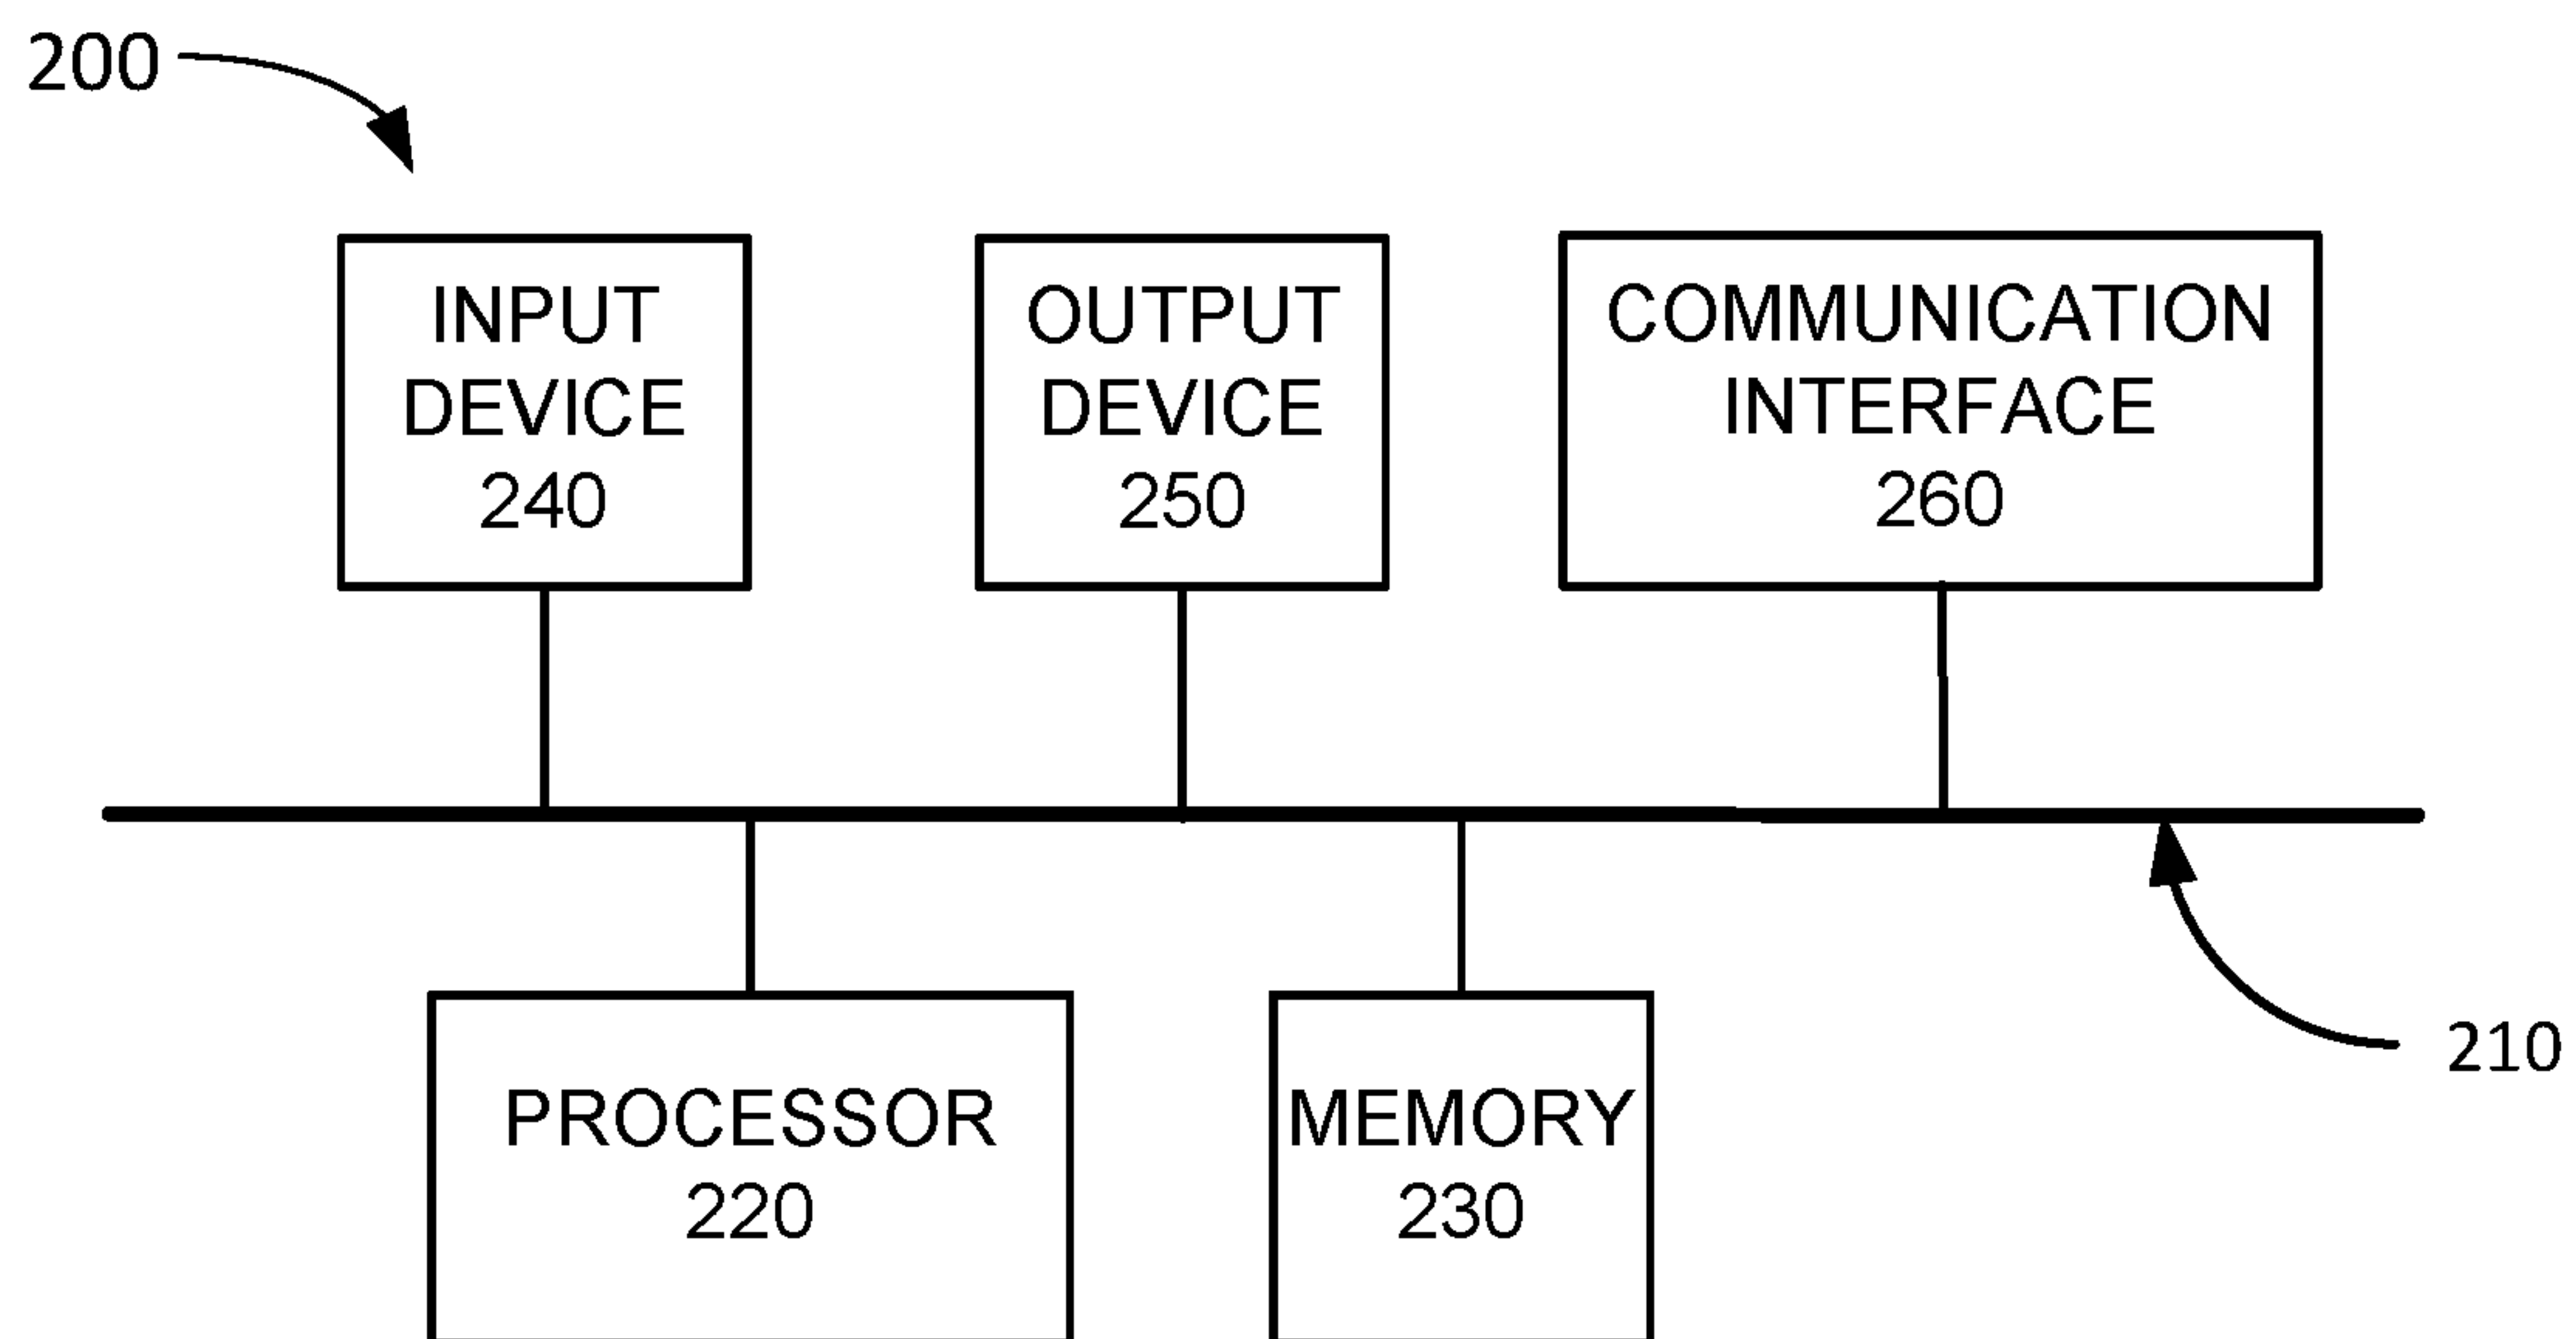 200
INPUT
DEVICE
240
OUTPUT
DEVICE
250
COMMUNICATION
INTERFACE
260
PROCESSOR
220
MEMORY
230
210